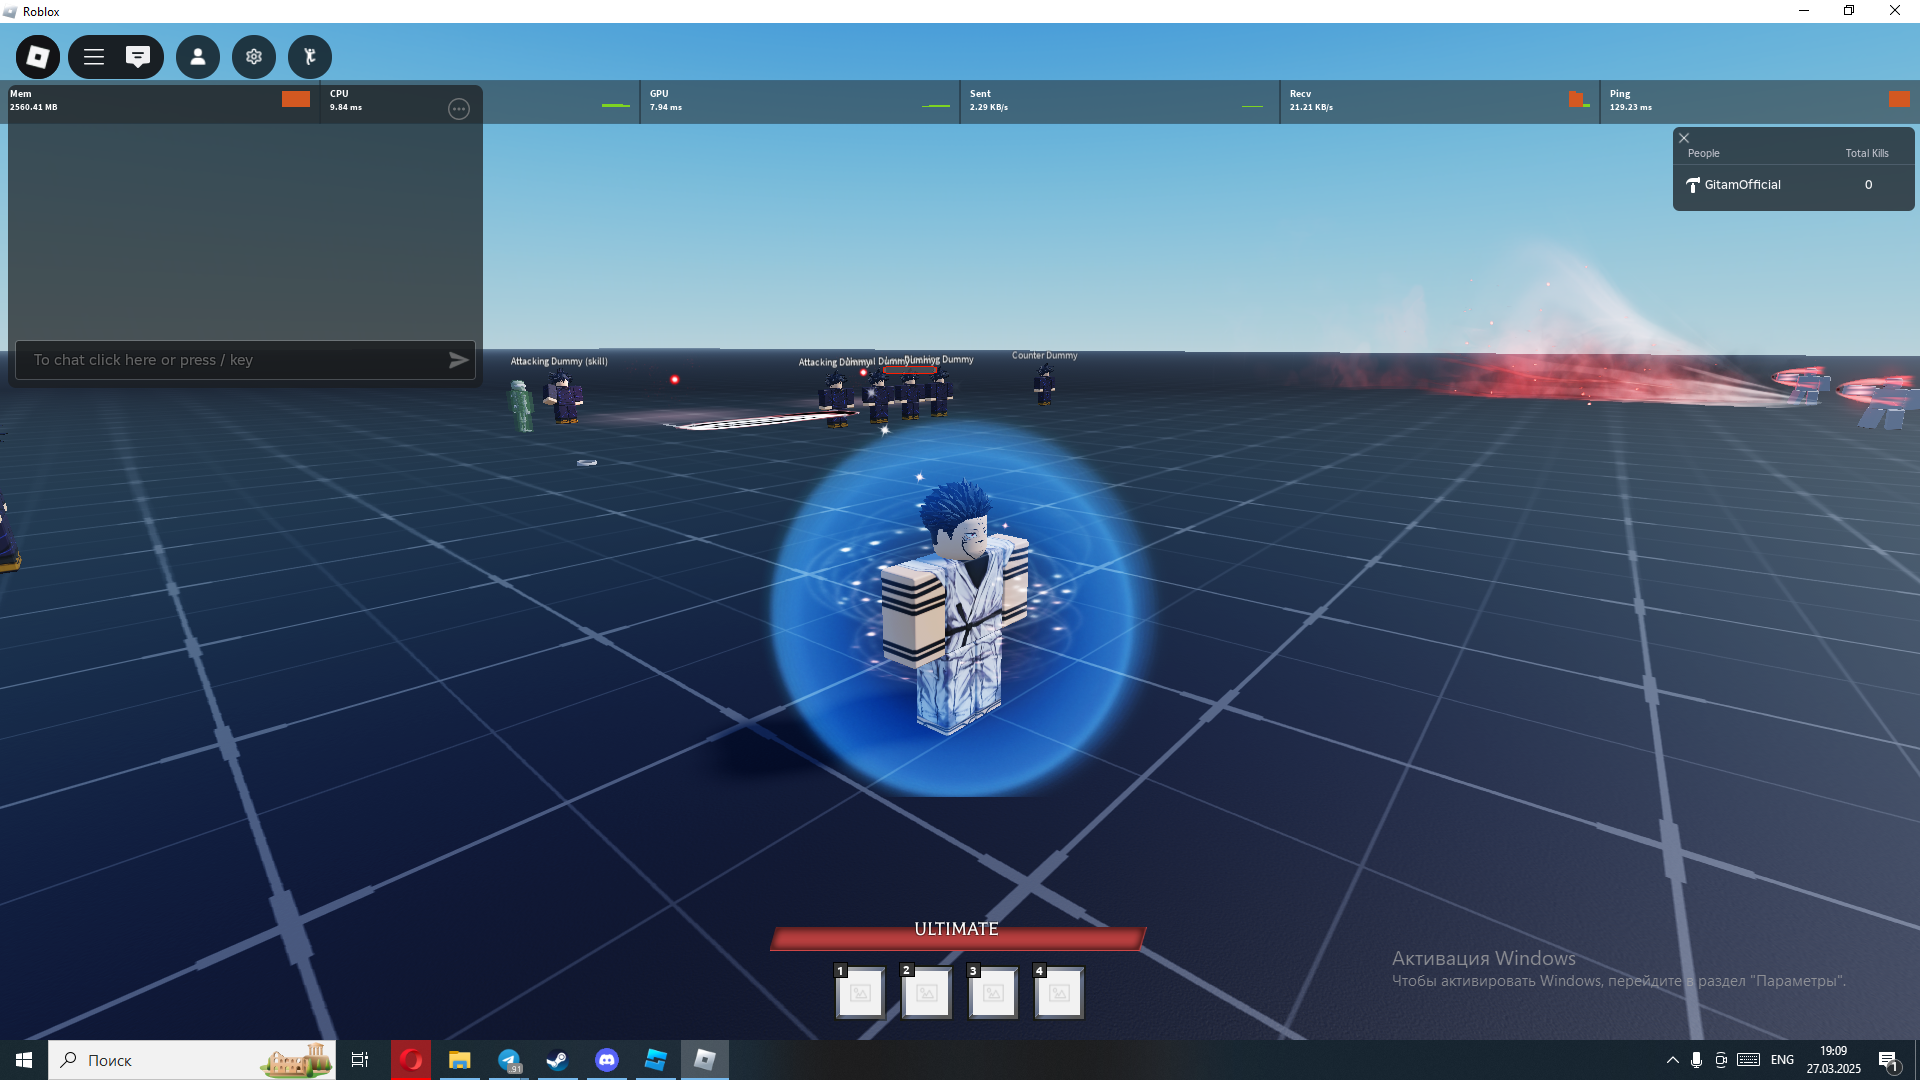 Roblox
Mem
2560.41 MB
CPU
9.84 ms
GPU
7.94 ms
Sent
2.29 KB/s
Recv
21.21 KB/s
Ping
129.23 ms
People Total Kills
GitamOfficial 0
To chat click here or press / key
Attacking Dummy (skill)
Attacking Dummy
Dummy
Counter Dummy
ULTIMATE
1 2 3 4
Активация Windows
Чтобы активировать Windows, перейдите в раздел "Параметры".
Поиск
91
ENG
19:09
27.03.2025
1